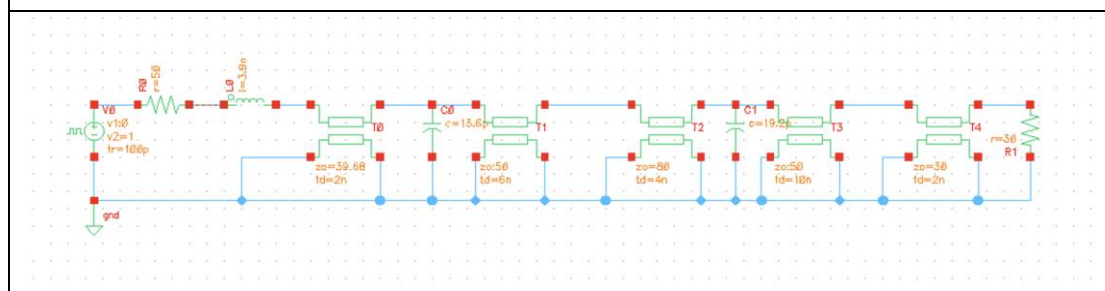 R0
r=50
L0
l=3.9n
V0
v1:0
v2=1
tr=100p
T0
zo=39.68
td=2n
C0
c=13.6p
T1
zo:50
td=6n
T2
zo=80
td=4n
C1
c=19.2p
T3
zo:50
td=10n
T4
zo=30
td=2n
r=30
R1
gnd